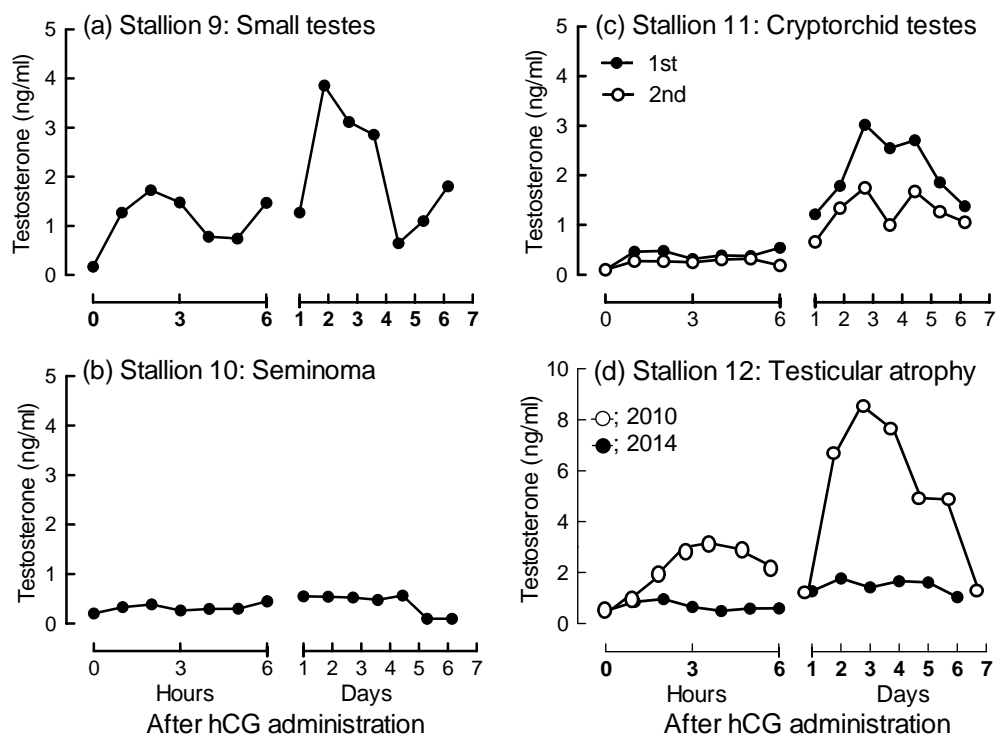 (a) Stallion 9: Small testes
Testosterone (ng/ml)
5
4
3
2
1
0
0 3 6 1 2 3 4 5 6 7
(c) Stallion 11: Cryptorchid testes
1st
2nd
Testosterone (ng/ml)
5
4
3
2
1
0
0 3 6 1 2 3 4 5 6 7
(b) Stallion 10: Seminoma
Testosterone (ng/ml)
5
4
3
2
1
0
0 3 6 1 2 3 4 5 6 7
Hours Days
After hCG administration
(d) Stallion 12: Testicular atrophy
; 2010
; 2014
Testosterone (ng/ml)
10
8
6
4
2
0
0 3 6 1 2 3 4 5 6 7
Hours Days
After hCG administration